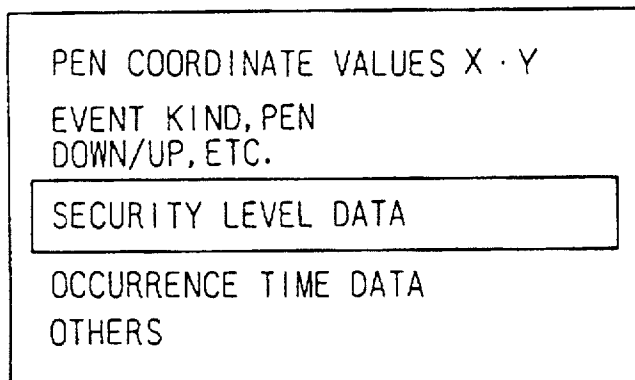 PEN COORDINATE VALUES X · Y
EVENT KIND, PEN
DOWN/UP, ETC.
SECURITY LEVEL DATA
OCCURRENCE TIME DATA
OTHERS